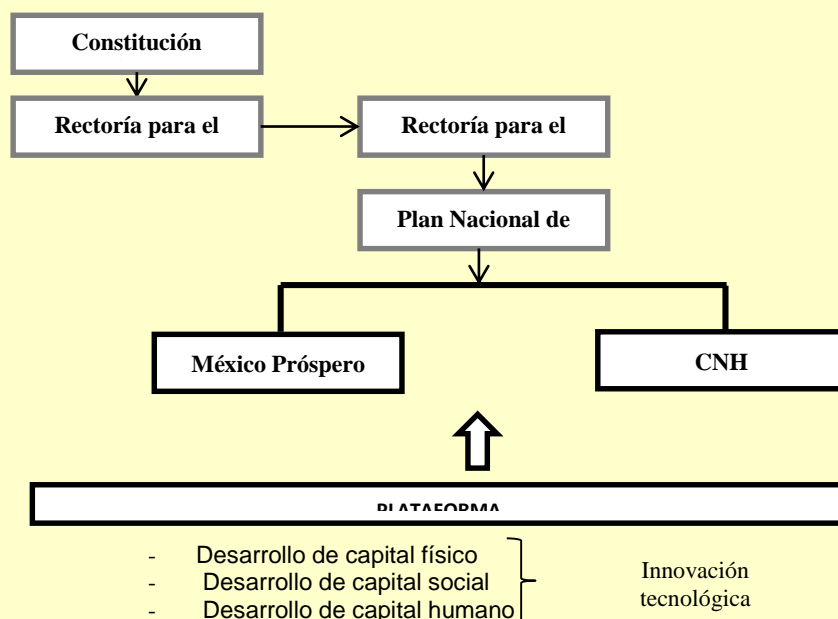 Constitución
Rectoría para el
Rectoría para el
Plan Nacional de
México Próspero
CNH
PLATAFORMA
- Desarrollo de capital físico
- Desarrollo de capital social
- Desarrollo de capital humano
Innovación
tecnológica